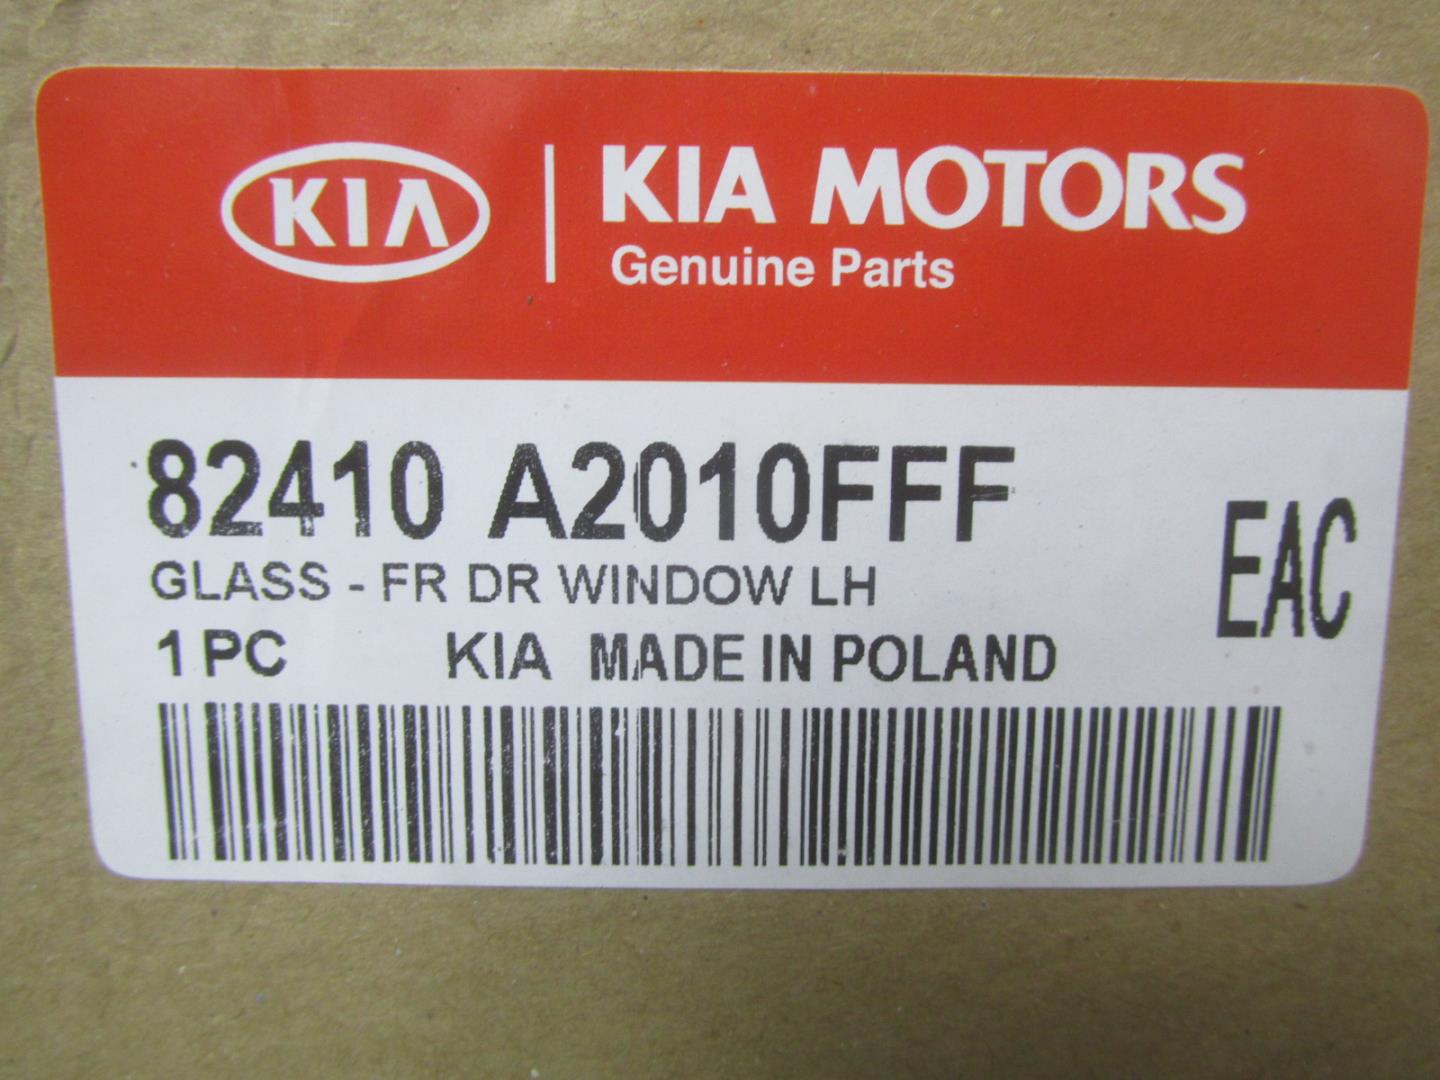 KIA
KIA MOTORS
Genuine Parts
82410 A2010FFF
GLASS - FR DR WINDOW LH
1 PC KIA MADE IN POLAND
EAC